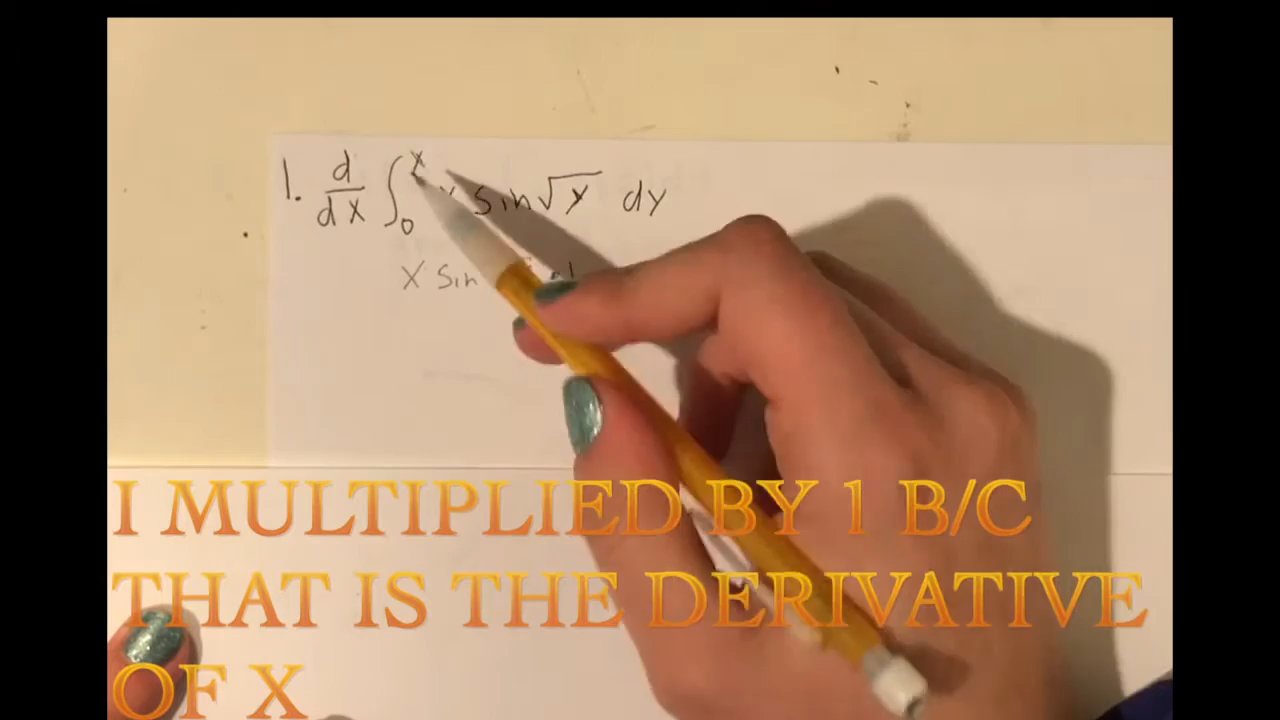 1. d/dX ∫₀ˣ sin√y dy
X sin
I MULTIPLIED BY 1 B/C
THAT IS THE DERIVATIVE
OF X